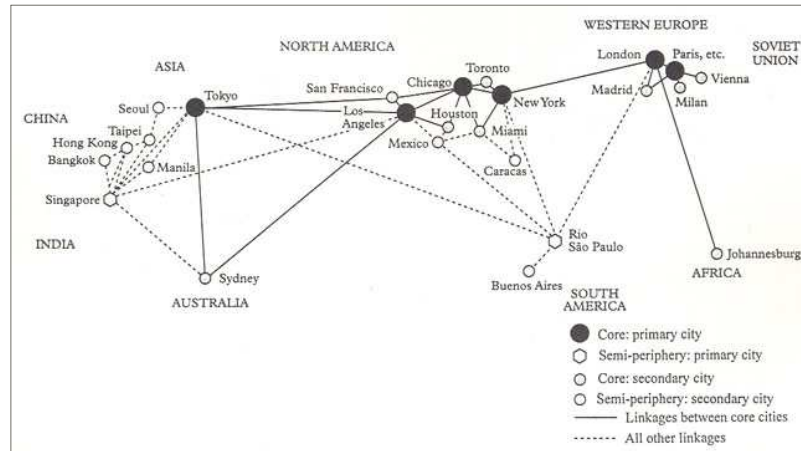 WESTERN EUROPE
NORTH AMERICA
London
Paris, etc.
SOVIET
UNION
Toronto
ASIA
Chicago
San Francisco
Vienna
Tokyo
Madrid
Milan
New York
Seoul
Los
Angeles
Houston
CHINA
Taipei
Miami
Hong Kong
Mexico
Bangkok
Manila
Caracas
Singapore
Rio
São Paulo
INDIA
Johannesburg
Sydney
AFRICA
Buenos Aires
AUSTRALIA
SOUTH
AMERICA
Core: primary city
Semi-periphery: primary city
Core: secondary city
Semi-periphery: secondary city
Linkages between core cities
All other linkages